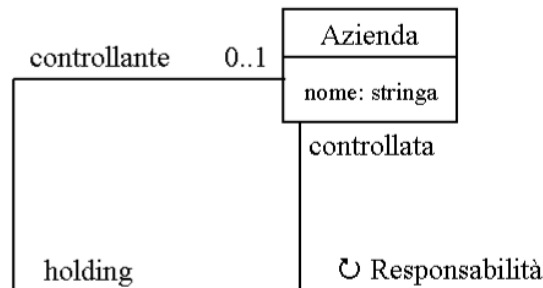 Azienda
controllante 0..1
nome: stringa
controllata
holding
↻ Responsabilità